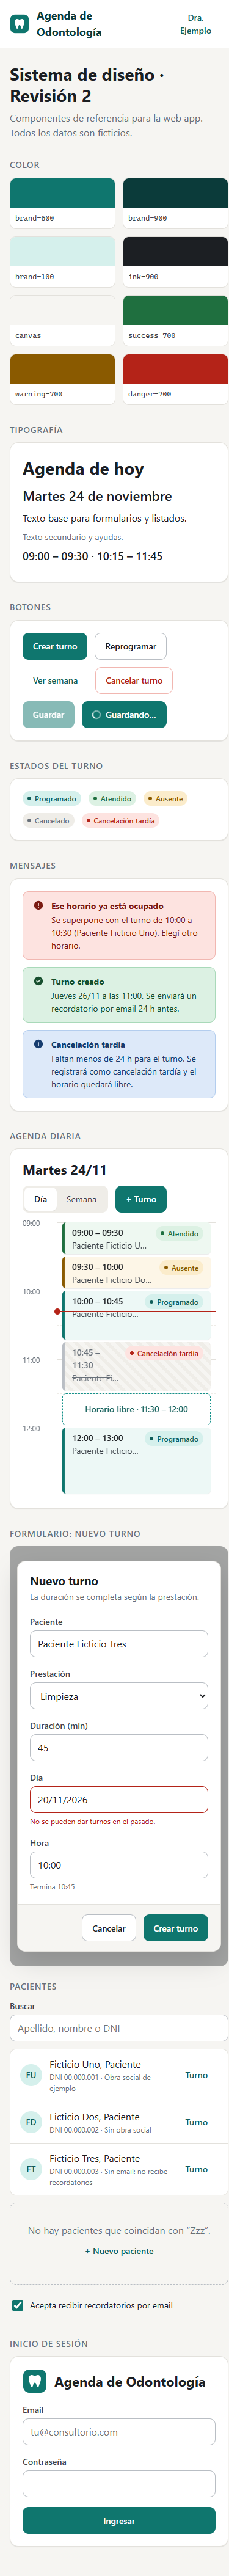 Agenda de
Odontología
Dra.
Ejemplo
Sistema de diseño ·
Revisión 2
Componentes de referencia para la web app.
Todos los datos son ficticios.
COLOR
brand-600
brand-900
brand-100
ink-900
canvas
success-700
warning-700
danger-700
TIPOGRAFÍA
Agenda de hoy
Martes 24 de noviembre
Texto base para formularios y listados.
Texto secundario y ayudas.
09:00 – 09:30 · 10:15 – 11:45
BOTONES
Crear turno
Reprogramar
Ver semana
Cancelar turno
Guardar
Guardando…
ESTADOS DEL TURNO
Programado
Atendido
Ausente
Cancelado
Cancelación tardía
MENSAJES
Ese horario ya está ocupado
Se superpone con el turno de 10:00 a
10:30 (Paciente Ficticio Uno). Elegí otro
horario.
Turno creado
Jueves 26/11 a las 11:00. Se enviará un
recordatorio por email 24 h antes.
Cancelación tardía
Faltan menos de 24 h para el turno. Se
registrará como cancelación tardía y el
horario quedará libre.
AGENDA DIARIA
Martes 24/11
Día
Semana
+ Turno
09:00
09:00 – 09:30
Atendido
Paciente Ficticio U…
09:30 – 10:00
Ausente
Paciente Ficticio Do…
10:00
10:00 – 10:45
Programado
Paciente Ficticio…
11:00
10:45 –
11:30
Cancelación tardía
Paciente Fi…
Horario libre · 11:30 – 12:00
12:00
12:00 – 13:00
Programado
Paciente Ficticio…
FORMULARIO: NUEVO TURNO
Nuevo turno
La duración se completa según la prestación.
Paciente
Paciente Ficticio Tres
Prestación
Limpieza
Duración (min)
45
Día
20/11/2026
No se pueden dar turnos en el pasado.
Hora
10:00
Termina 10:45
Cancelar
Crear turno
PACIENTES
Buscar
Apellido, nombre o DNI
FU
Ficticio Uno, Paciente
DNI 00.000.001 · Obra social de
ejemplo
Turno
FD
Ficticio Dos, Paciente
DNI 00.000.002 · Sin obra social
Turno
FT
Ficticio Tres, Paciente
DNI 00.000.003 · Sin email: no recibe
recordatorios
Turno
No hay pacientes que coincidan con “Zzz”.
+ Nuevo paciente
Acepta recibir recordatorios por email
INICIO DE SESIÓN
Agenda de Odontología
Email
tu@consultorio.com
Contraseña
Ingresar